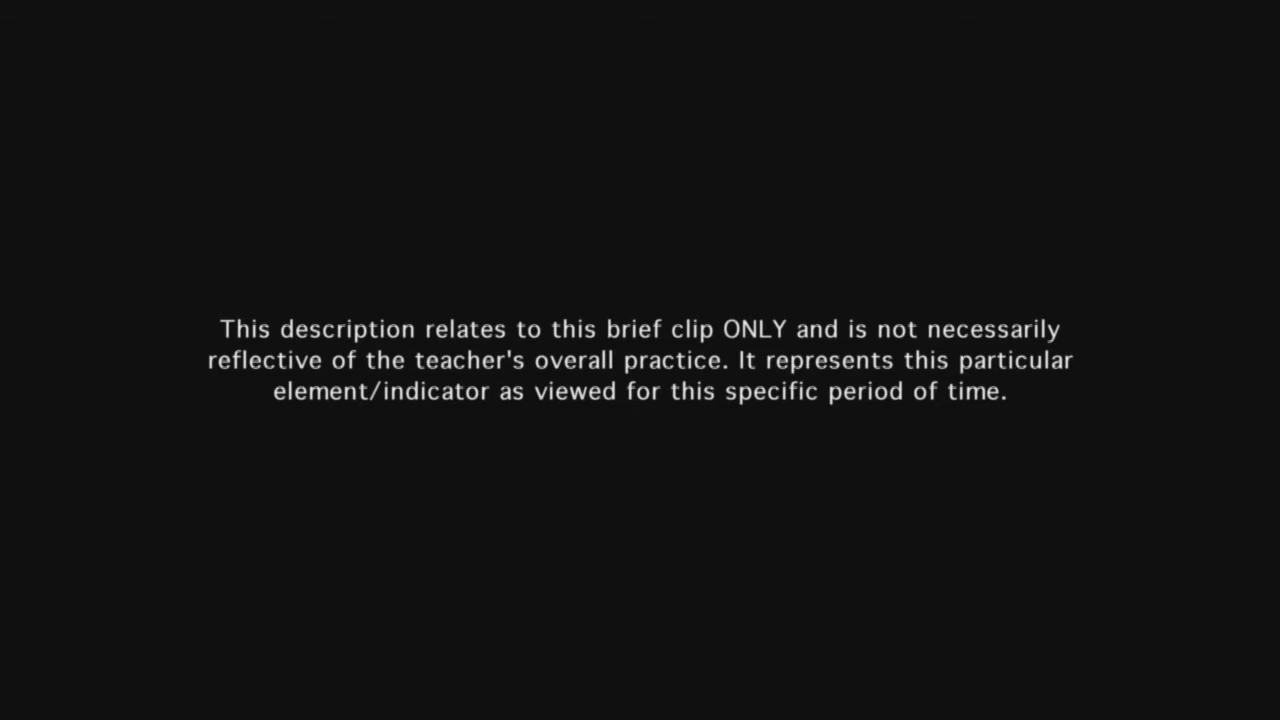 This description relates to this brief clip ONLY and is not necessarily
reflective of the teacher's overall practice. It represents this particular
element/indicator as viewed for this specific period of time.